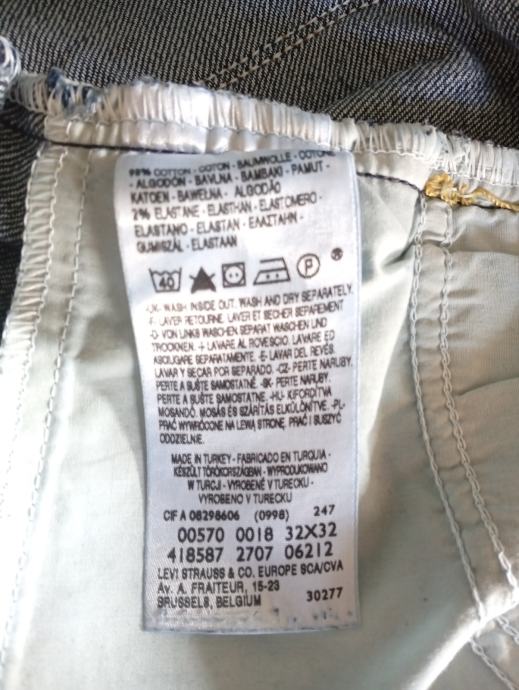 98% COTTON - COTON - BAUMWOLLE - COTONE
- ALGODÓN - BAVLNA - BAMBAKI - PAMUT -
KATOEN - BAWEŁNA - ALGODÃO
2% ELASTANE - ELASTHAN - ELASTOMERO -
ELASTANO - ELASTAN - ΕΛΑΣΤΑΝΗ -
GUMISZÁL - ELASTAAN
40 P ®
-UK- WASH INSIDE OUT. WASH AND DRY SEPARATELY.
-F- LAVER RETOURNE. LAVER ET SECHER SEPAREMENT
-D- VON LINKS WASCHEN SEPARAT WASCHEN UND
TROCKNEN. -I- LAVARE AL ROVESCIO. LAVARE ED
ASCIUGARE SEPARATAMENTE. -E- LAVAR DEL REVÉS.
LAVAR Y SECAR POR SEPARADO. -CZ- PERTE NARUBY.
PERTE A SUŠTE SAMOSTATNĚ. -SK- PERTE NARUBY.
PERTE A SUŠTE SAMOSTATNE. -HU- KIFORDÍTVA
MOSANDÓ. MOSÁS ÉS SZÁRÍTÁS ELKÜLÖNÍTVE. -PL-
PRAĆ WYWRÓCONE NA LEWĄ STRONĘ. PRAĆ I SUSZYĆ
ODDZIELNIE.
MADE IN TURKEY - FABRICADO EN TURQUIA -
KÉSZÜLT TÖRÖKORSZÁGBAN - WYPRODUKOWANO
W TURCJI - VYROBENÉ V TURECKU -
VYROBENO V TURECKU
CIF A 08298606 (0998) 247
00570 0018 32X32
418587 2707 06212
LEVI STRAUSS & CO. EUROPE SCA/CVA
Av. A. FRAITEUR, 15-23
BRUSSELS, BELGIUM 30277